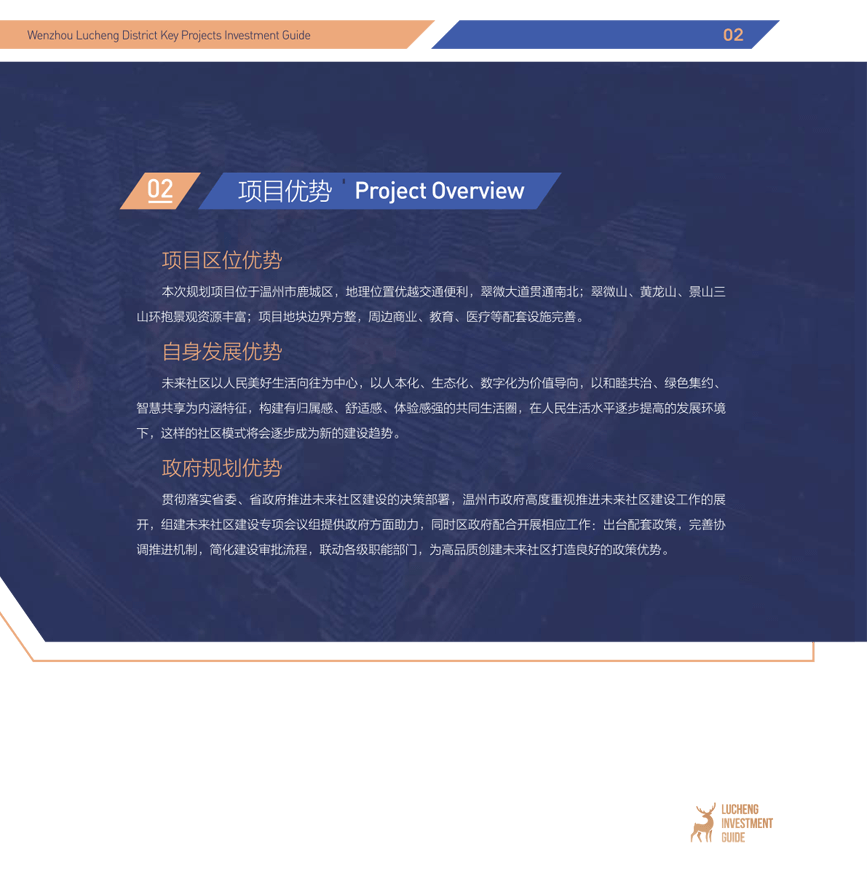 Wenzhou Lucheng District Key Projects Investment Guide
02
02
项目优势 Project Overview
项目区位优势
本次规划项目位于温州市鹿城区，地理位置优越交通便利，翠微大道贯通南北；翠微山、黄龙山、景山三
山环抱景观资源丰富；项目地块边界方整，周边商业、教育、医疗等配套设施完善。
自身发展优势
未来社区以人民美好生活向往为中心，以人本化、生态化、数字化为价值导向，以和睦共治、绿色集约、
智慧共享为内涵特征，构建有归属感、舒适感、体验感强的共同生活圈，在人民生活水平逐步提高的发展环境
下，这样的社区模式将会逐步成为新的建设趋势。
政府规划优势
贯彻落实省委、省政府推进未来社区建设的决策部署，温州市政府高度重视推进未来社区建设工作的展
开，组建未来社区建设专项会议组提供政府方面助力，同时区政府配合开展相应工作：出台配套政策，完善协
调推进机制，简化建设审批流程，联动各级职能部门，为高品质创建未来社区打造良好的政策优势。
LUCHENG
INVESTMENT
GUIDE